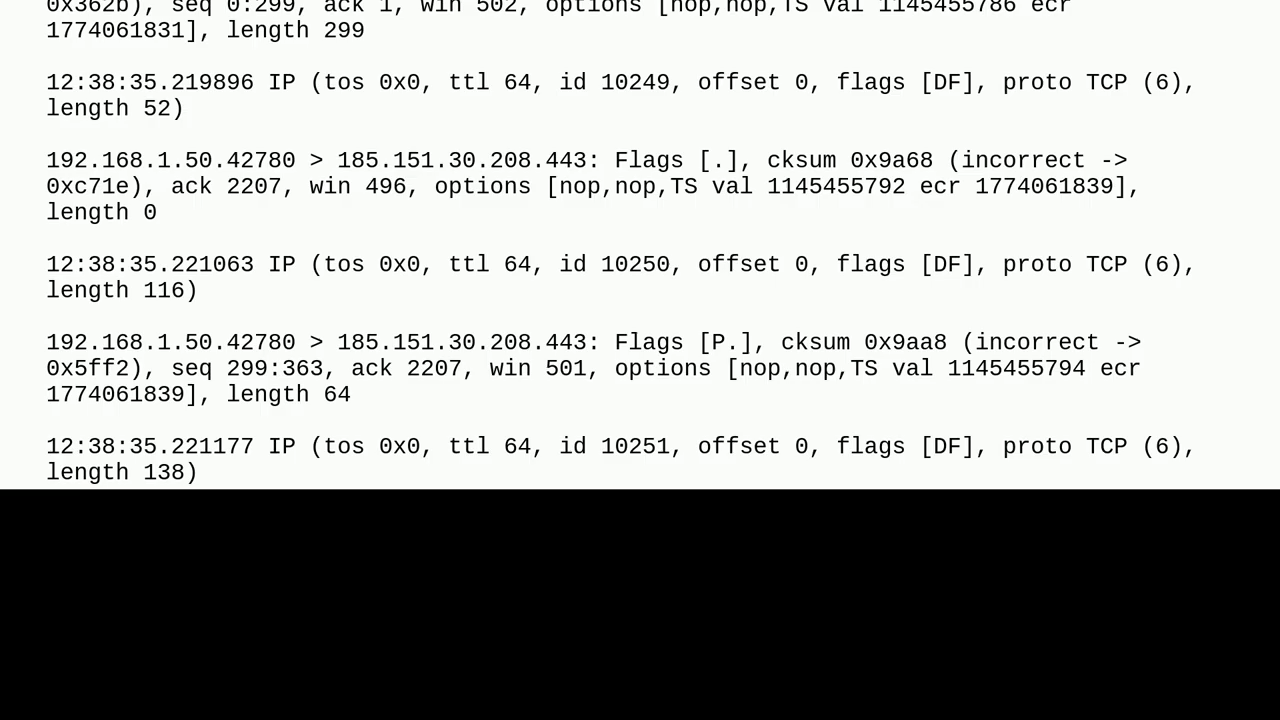 0x362b), seq 0:299, ack 1, win 502, options [nop,nop,TS val 1145455786 ecr
1774061831], length 299
12:38:35.219896 IP (tos 0x0, ttl 64, id 10249, offset 0, flags [DF], proto TCP (6),
length 52)
192.168.1.50.42780 > 185.151.30.208.443: Flags [.], cksum 0x9a68 (incorrect ->
0xc71e), ack 2207, win 496, options [nop,nop,TS val 1145455792 ecr 1774061839],
length 0
12:38:35.221063 IP (tos 0x0, ttl 64, id 10250, offset 0, flags [DF], proto TCP (6),
length 116)
192.168.1.50.42780 > 185.151.30.208.443: Flags [P.], cksum 0x9aa8 (incorrect ->
0x5ff2), seq 299:363, ack 2207, win 501, options [nop,nop,TS val 1145455794 ecr
1774061839], length 64
12:38:35.221177 IP (tos 0x0, ttl 64, id 10251, offset 0, flags [DF], proto TCP (6),
length 138)